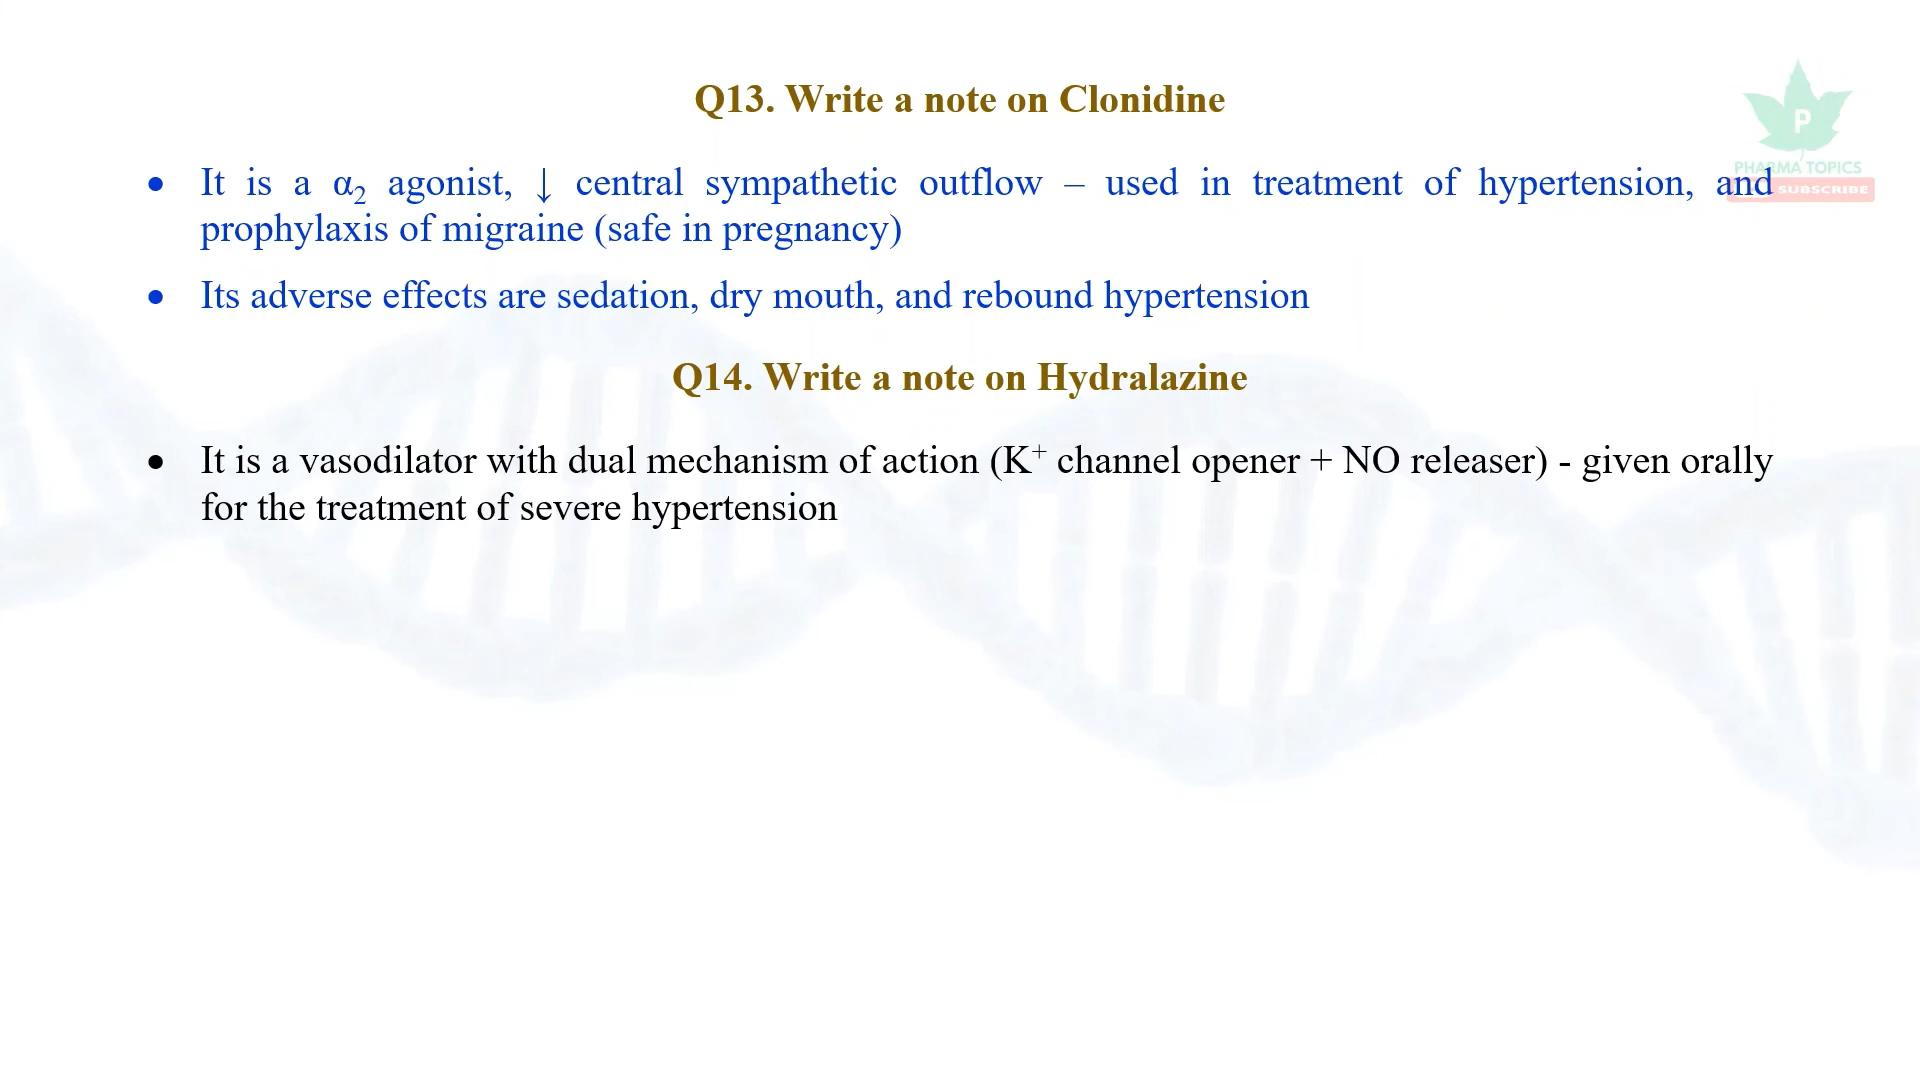 Q13. Write a note on Clonidine
P
PHARMA TOPICS
SUBSCRIBE
• It is a α₂ agonist, ↓ central sympathetic outflow – used in treatment of hypertension, and
prophylaxis of migraine (safe in pregnancy)
• Its adverse effects are sedation, dry mouth, and rebound hypertension
Q14. Write a note on Hydralazine
• It is a vasodilator with dual mechanism of action (K⁺ channel opener + NO releaser) - given orally
for the treatment of severe hypertension